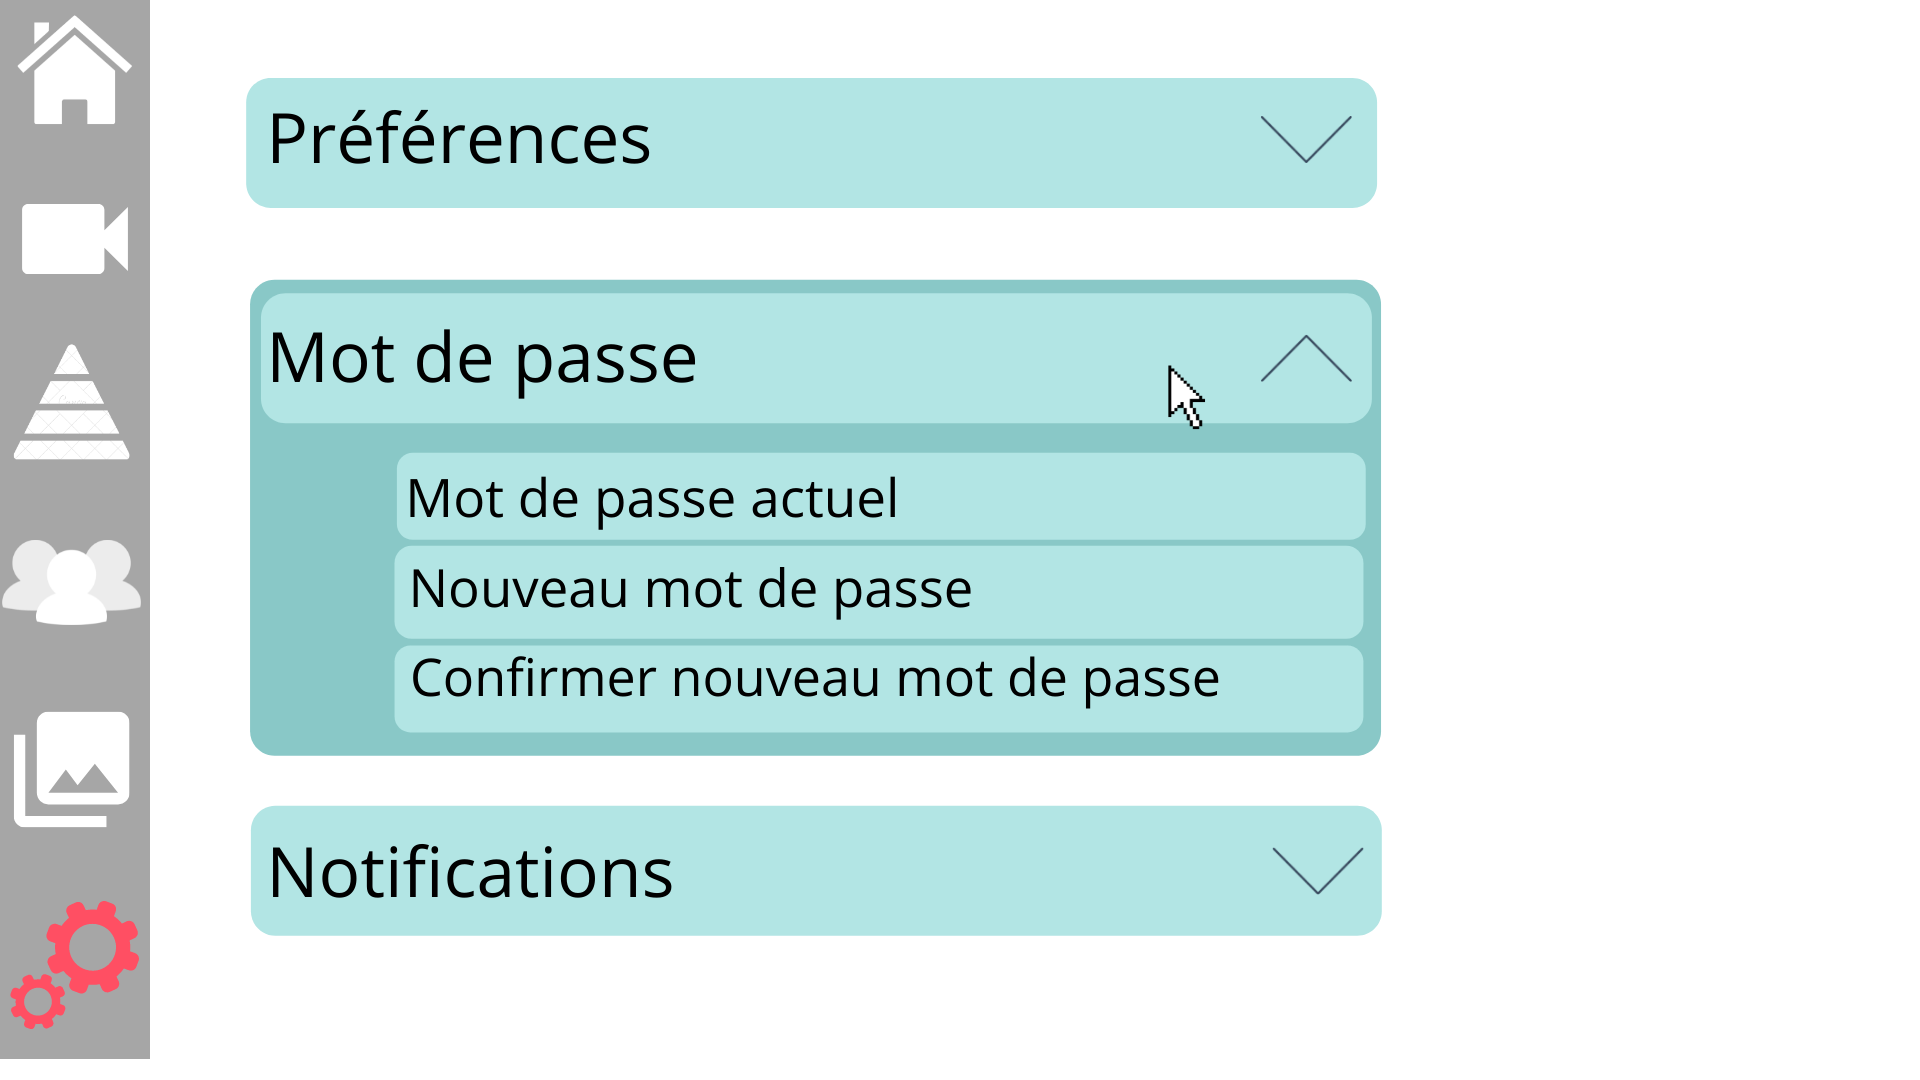 Préférences
Mot de passe
Mot de passe actuel
Nouveau mot de passe
Confirmer nouveau mot de passe
Notifications